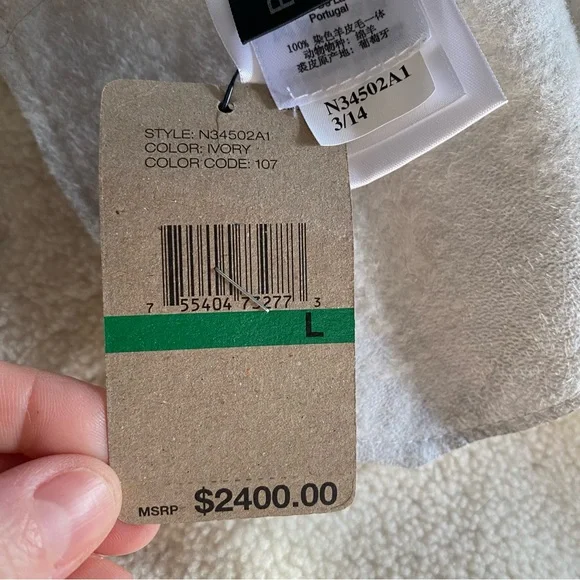 Portugal
100% 染色羊皮毛一体
动物物种: 绵羊
裘皮原产地: 葡萄牙
N34502A1
3/14
STYLE: N34502A1
COLOR: IVORY
COLOR CODE: 107
7 55404 73277 3
L
MSRP $2400.00